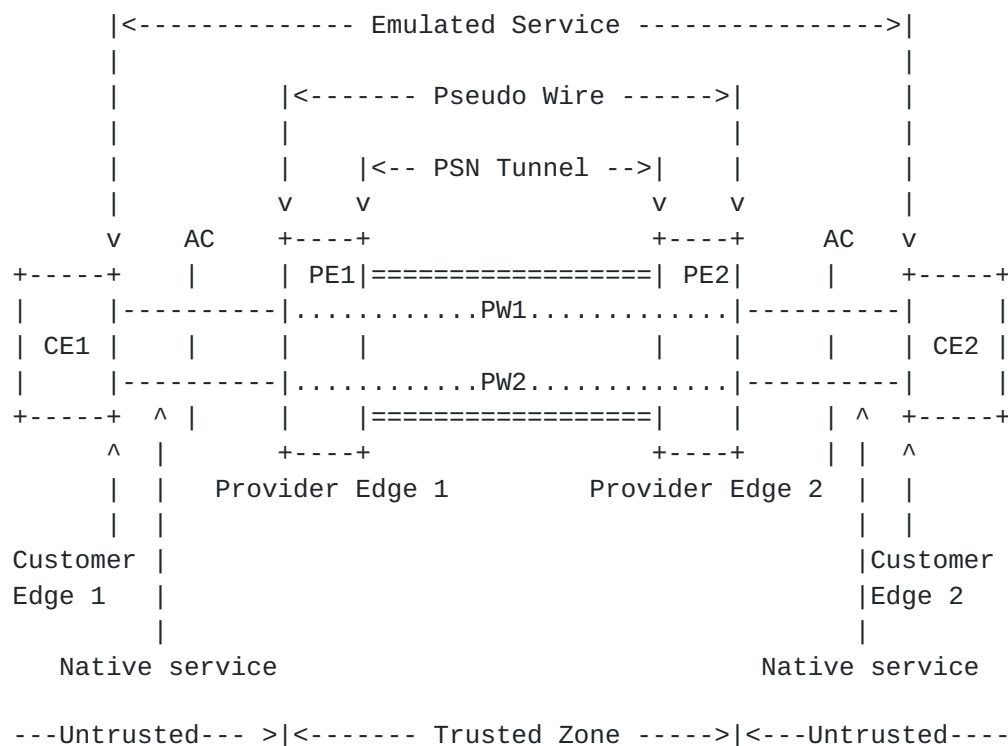 |<-------------- Emulated Service ---------------->|
|                                                  |
|          |<------- Pseudo Wire ------>|          |
|          |                            |          |
|          |    |<-- PSN Tunnel -->|    |          |
|          v    v                  v    v          |
v    AC    +----+                  +----+     AC   v
+-----+    |     | PE1|==================| PE2|     |    +-----+
|     |----------|............PW1.............|----------|     |
| CE1 |    |     |    |                  |    |     |    | CE2 |
|     |----------|............PW2.............|----------|     |
+-----+  ^ |     |    |==================|    |     | ^  +-----+
      ^  |       +----+                  +----+     | |  ^
      |  |   Provider Edge 1         Provider Edge 2  |  |
      |  |                                            |  |
Customer |                                            |Customer
Edge 1   |                                            |Edge 2
         |                                            |
   Native service                               Native service
---Untrusted--- >|<------- Trusted Zone ----->|<---Untrusted----